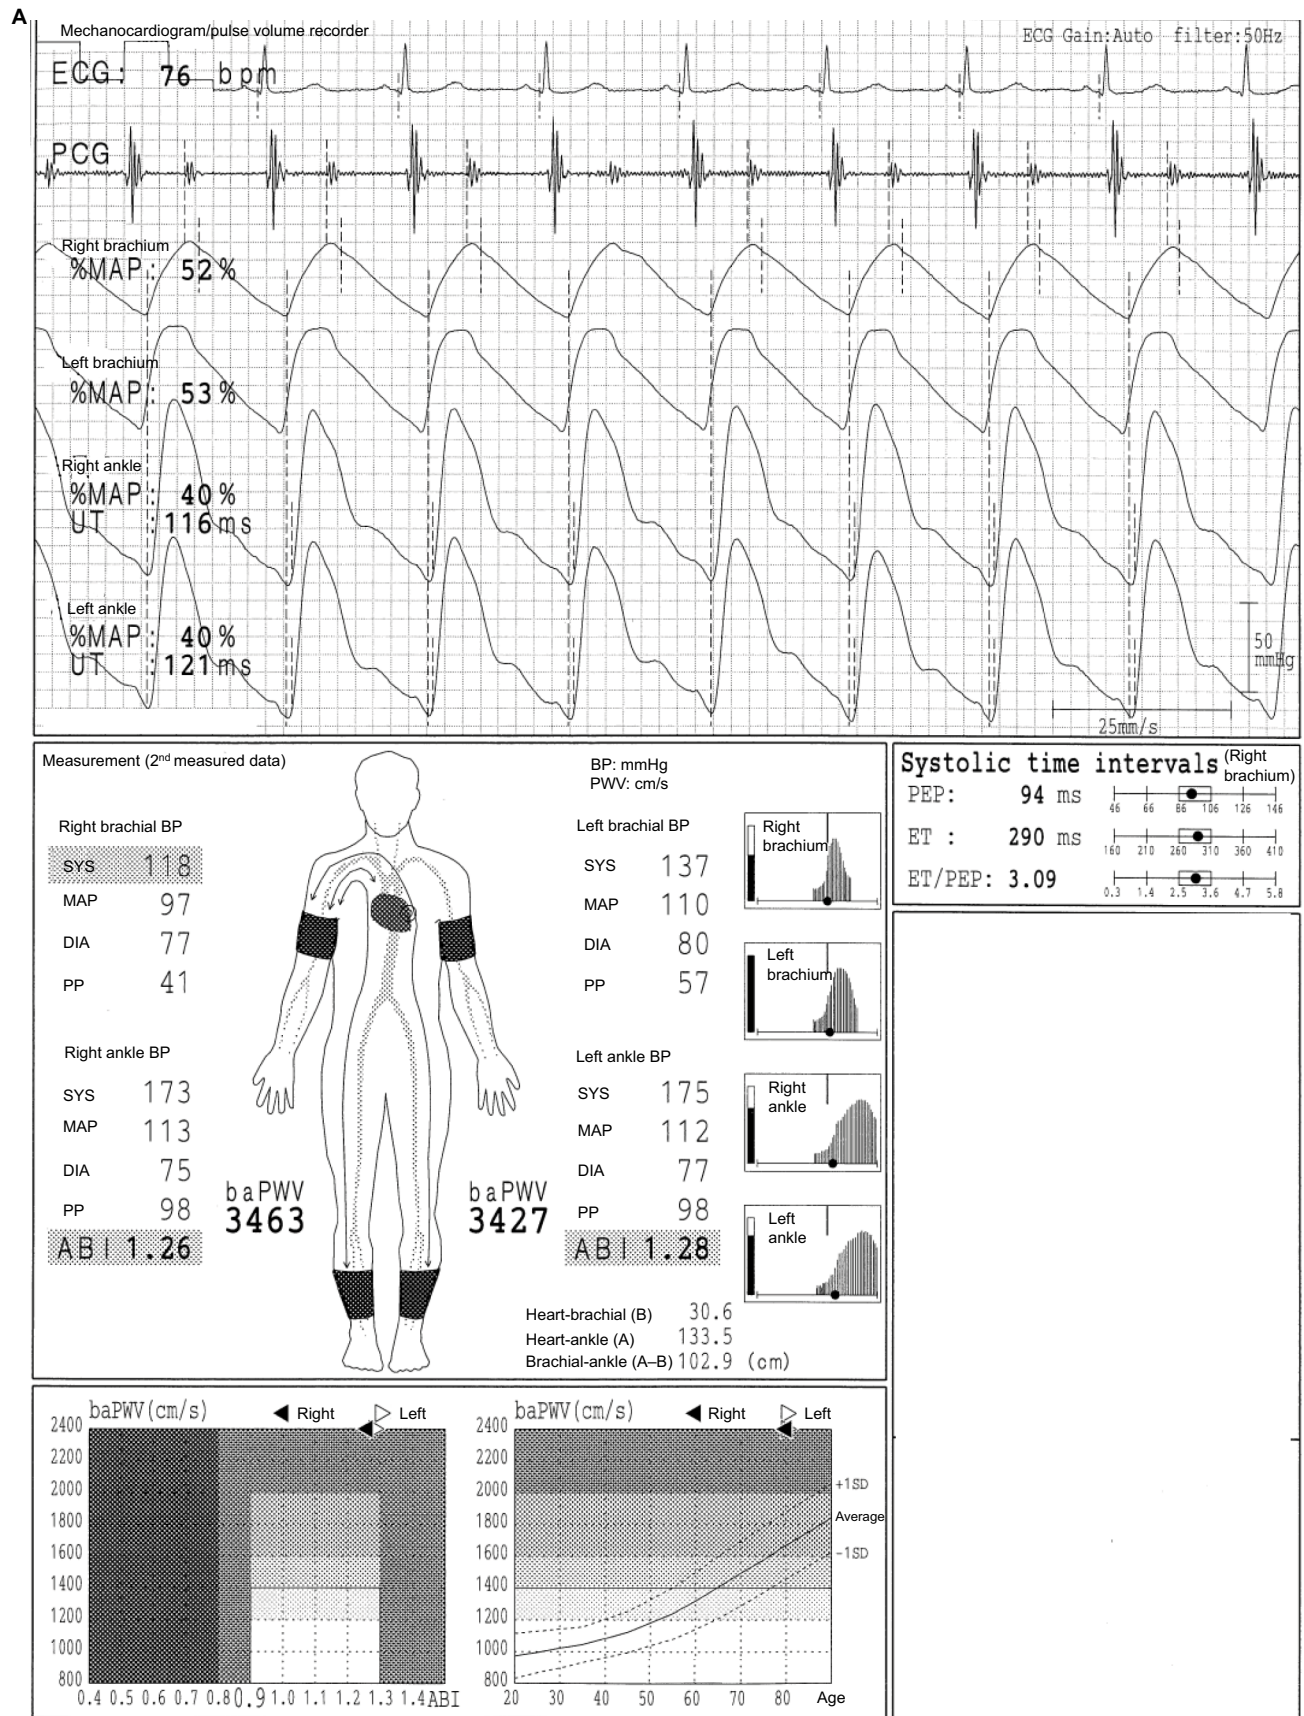 A
Mechanocardiogram/pulse volume recorder
ECG Gain:Auto filter:50Hz
ECG: 76 bpm
PCG
Right brachium
%MAP: 52%
Left brachium
%MAP: 53%
Right ankle
%MAP: 40%
UT :116ms
Left ankle
%MAP: 40%
UT :121ms
50
mmHg
25mm/s
Measurement (2nd measured data)
BP: mmHg
PWV: cm/s
Right brachial BP
SYS 118
MAP 97
DIA 77
PP 41
Left brachial BP
SYS 137
MAP 110
DIA 80
PP 57
Right ankle BP
SYS 173
MAP 113
DIA 75
PP 98
ABI 1.26
baPWV
3463
baPWV
3427
Left ankle BP
SYS 175
MAP 112
DIA 77
PP 98
ABI 1.28
Heart-brachial (B) 30.6
Heart-ankle (A) 133.5
Brachial-ankle (A–B) 102.9 (cm)
Right
brachium
Left
brachium
Right
ankle
Left
ankle
Systolic time intervals (Right
brachium)
PEP: 94 ms
46 66 86 106 126 146
ET : 290 ms
160 210 260 310 360 410
ET/PEP: 3.09
0.3 1.4 2.5 3.6 4.7 5.8
baPWV(cm/s) Right Left
2400
2200
2000
1800
1600
1400
1200
1000
800
0.4 0.5 0.6 0.7 0.8 0.9 1.0 1.1 1.2 1.3 1.4 ABI
baPWV(cm/s) Right Left
2400
2200
2000
1800
1600
1400
1200
1000
800
+1SD
Average
-1SD
20 30 40 50 60 70 80 Age